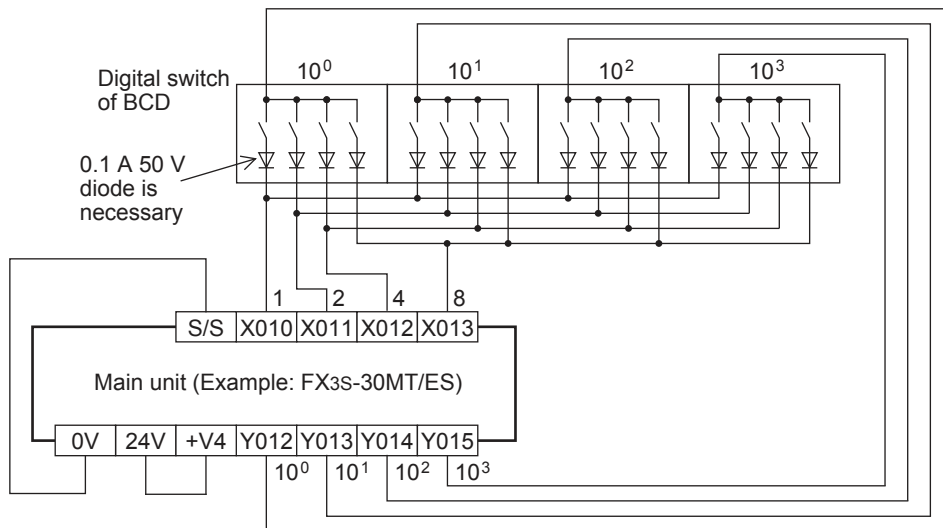 10⁰ 10¹ 10² 10³
Digital switch
of BCD
0.1 A 50 V
diode is
necessary
1 2 4 8
S/S X010 X011 X012 X013
Main unit (Example: FX3S-30MT/ES)
0V 24V +V4 Y012 Y013 Y014 Y015
10⁰ 10¹ 10² 10³